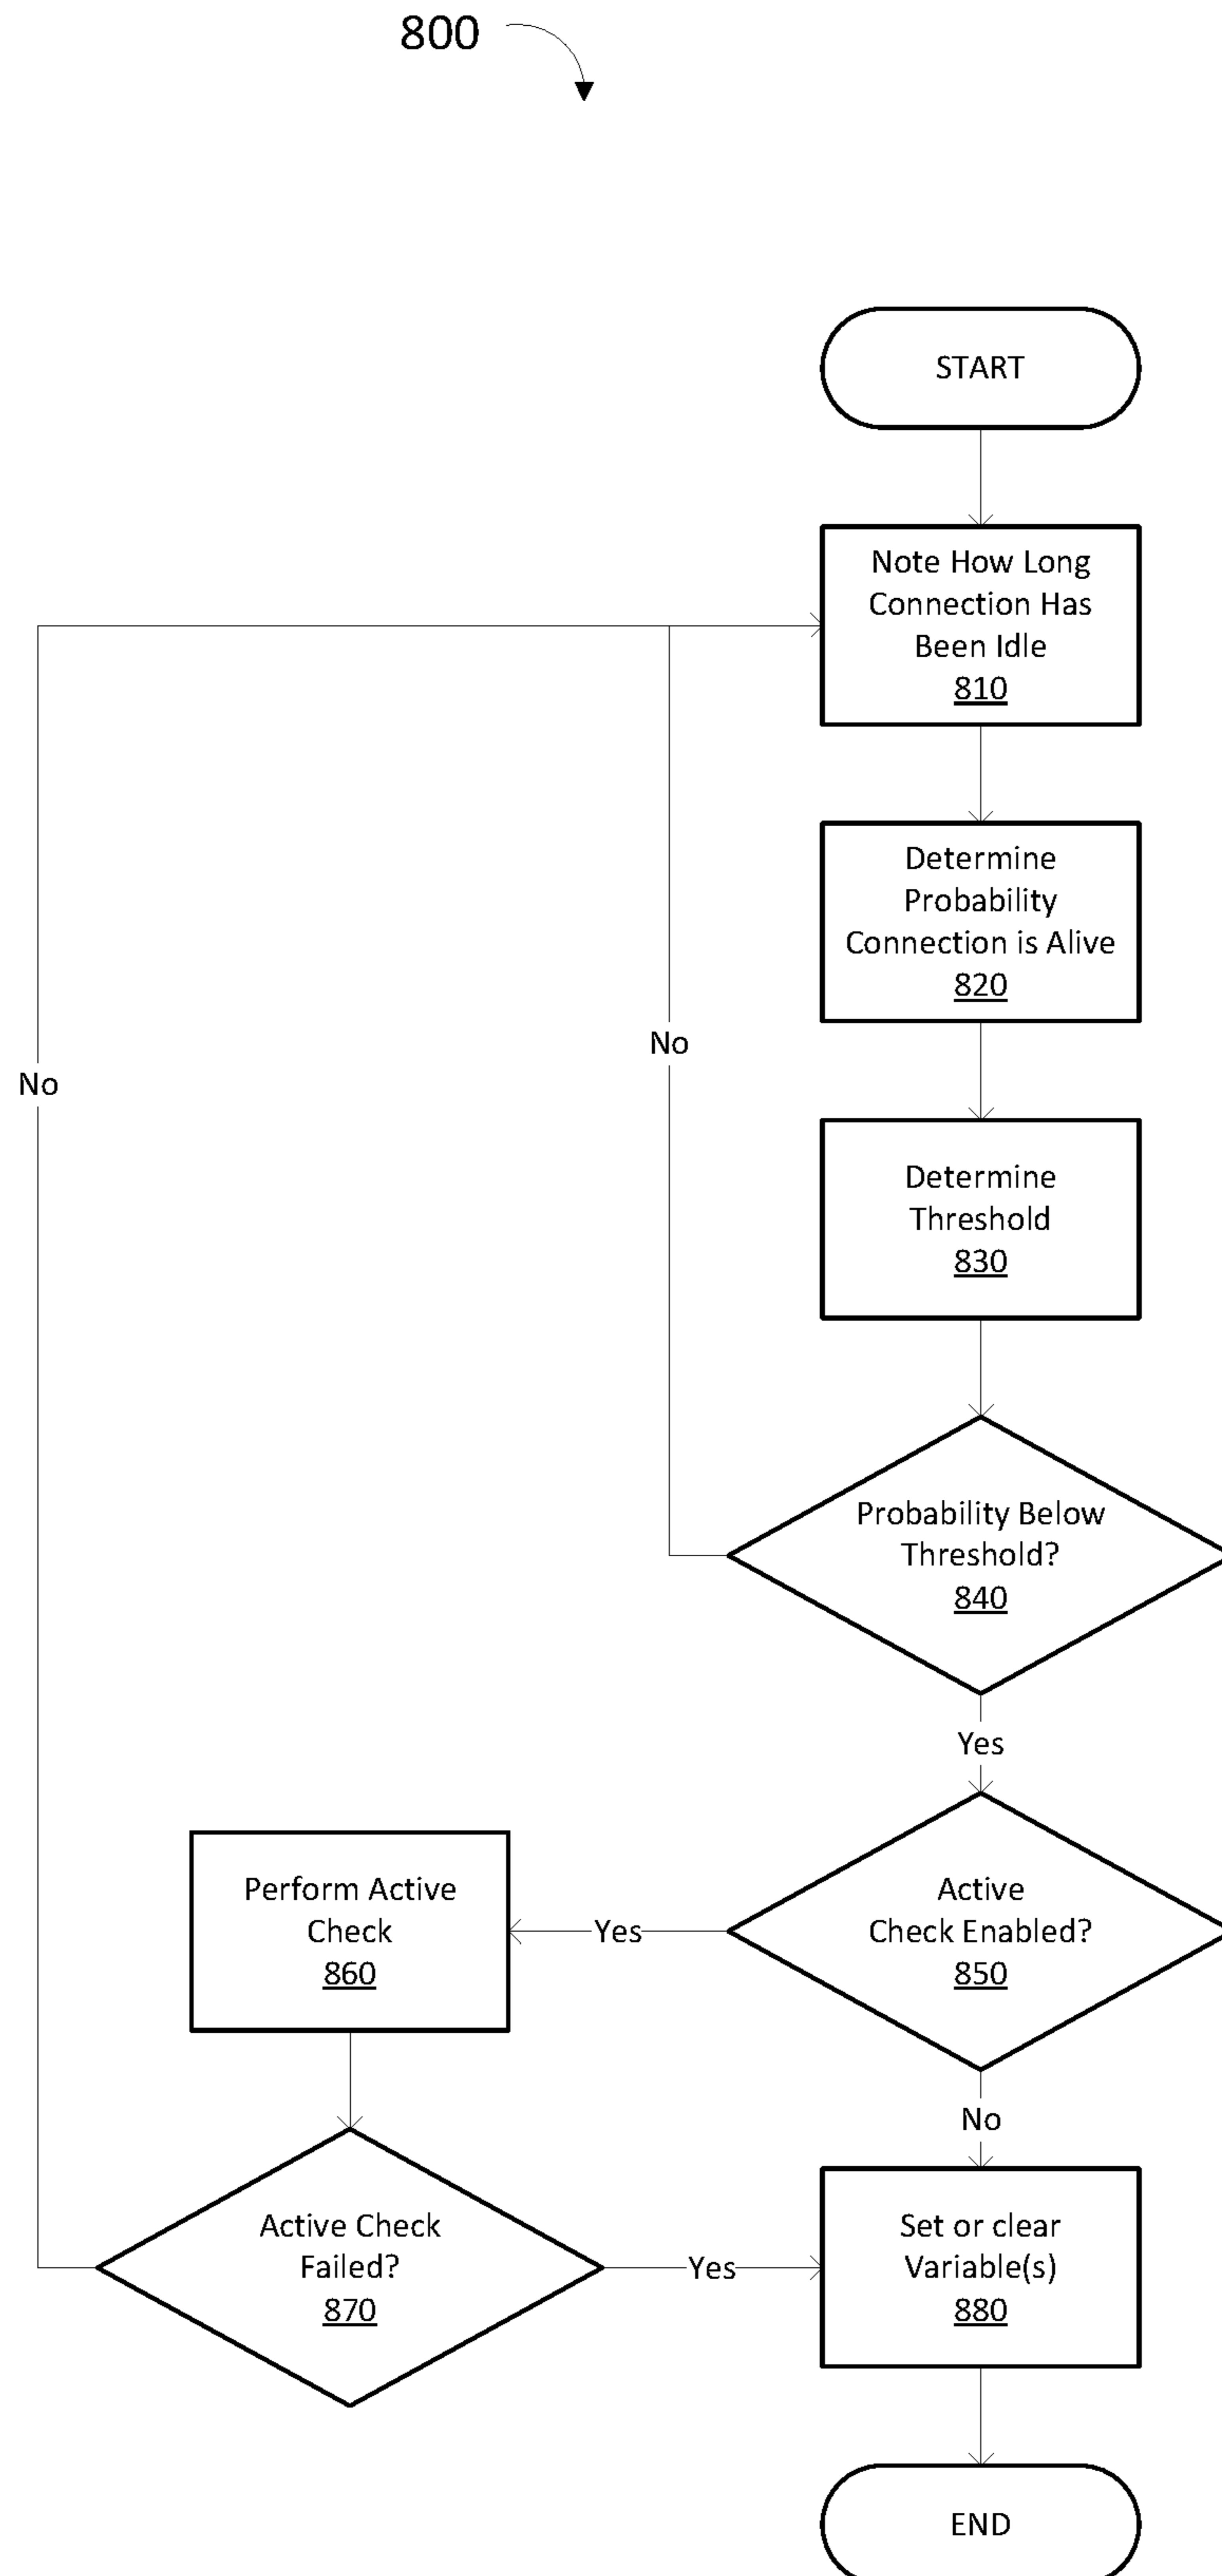 800
START
Note How Long
Connection Has
Been Idle
810
Determine
Probability
Connection is Alive
820
No
No
Determine
Threshold
830
Probability Below
Threshold?
840
Yes
Active
Check Enabled?
850
Yes
Perform Active
Check
860
No
Active Check
Failed?
870
Yes
Set or clear
Variable(s)
880
END